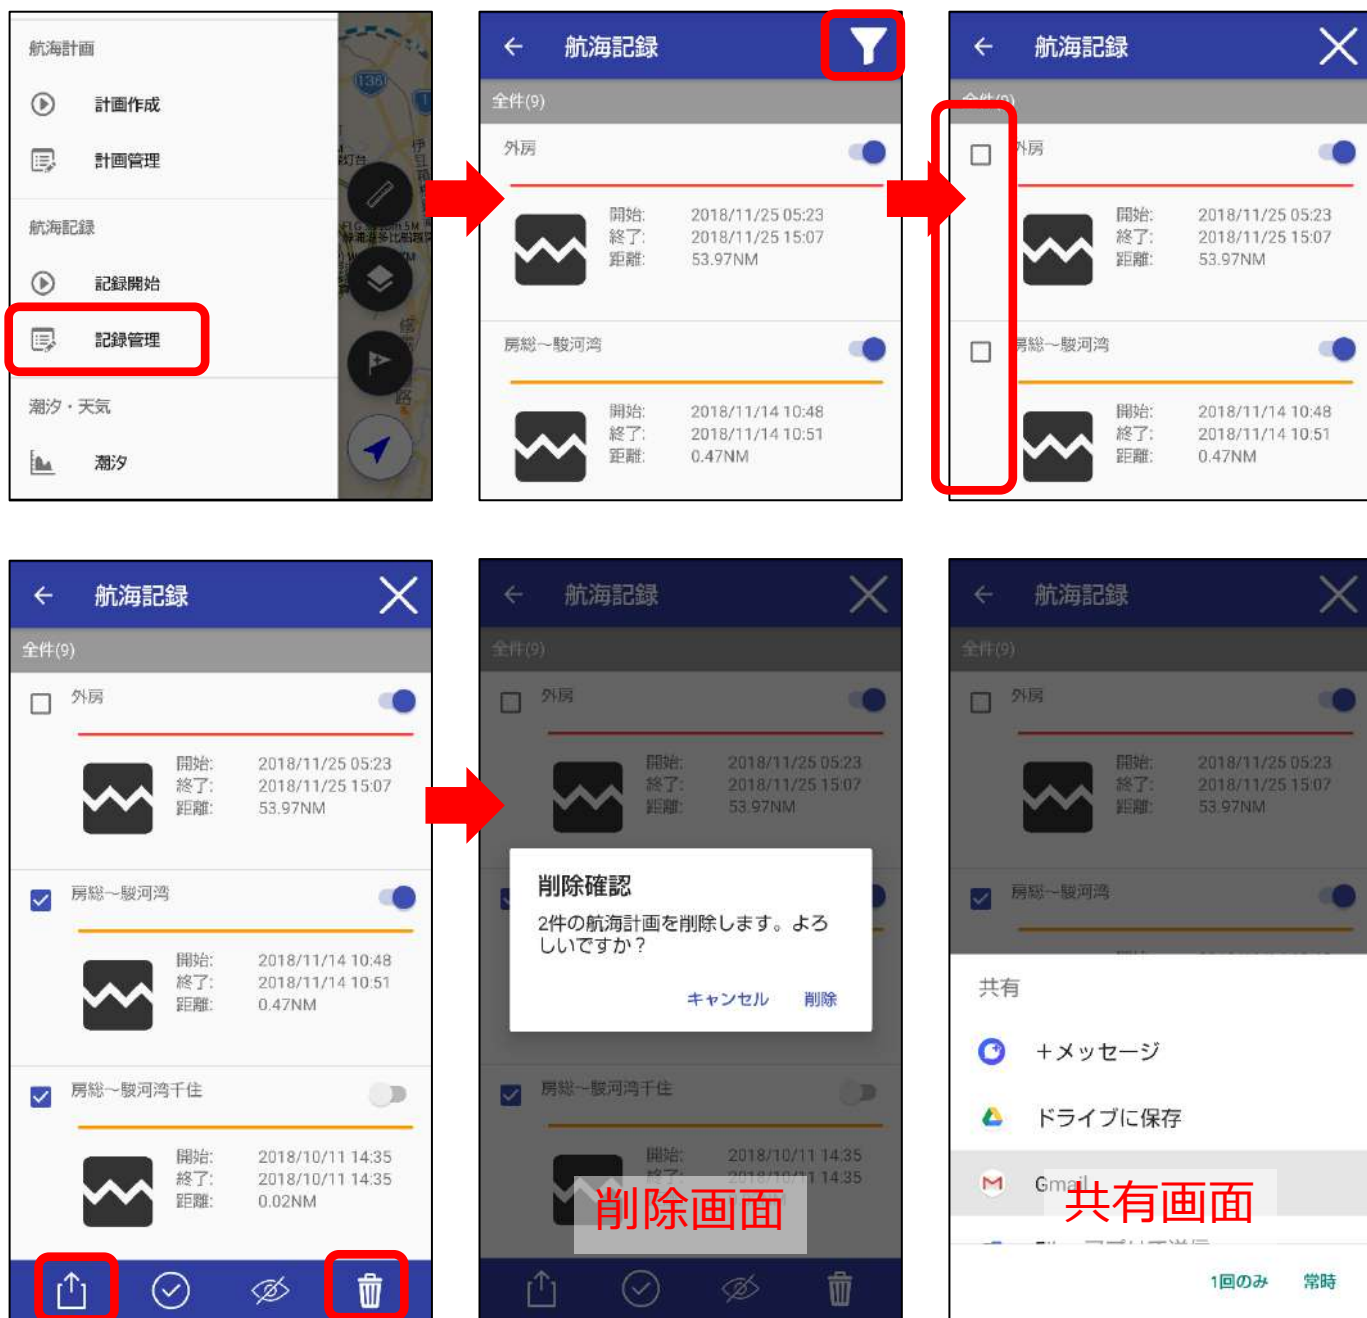 航海計画
計画作成
計画管理
航海記録
記録開始
記録管理
潮汐・天気
潮汐
136
1
伊
豆
航海記録
全件(9)
外房
開始: 2018/11/25 05:23
終了: 2018/11/25 15:07
距離: 53.97NM
房総～駿河湾
開始: 2018/11/14 10:48
終了: 2018/11/14 10:51
距離: 0.47NM
航海記録
全件(9)
外房
開始: 2018/11/25 05:23
終了: 2018/11/25 15:07
距離: 53.97NM
房総～駿河湾
開始: 2018/11/14 10:48
終了: 2018/11/14 10:51
距離: 0.47NM
航海記録
全件(9)
外房
開始: 2018/11/25 05:23
終了: 2018/11/25 15:07
距離: 53.97NM
房総～駿河湾
開始: 2018/11/14 10:48
終了: 2018/11/14 10:51
距離: 0.47NM
房総～駿河湾千住
開始: 2018/10/11 14:35
終了: 2018/10/11 14:35
距離: 0.02NM
航海記録
全件(9)
外房
開始: 2018/11/25 05:23
終了: 2018/11/25 15:07
距離: 53.97NM
削除確認
2件の航海計画を削除します。よろ
しいですか？
キャンセル 削除
房総～駿河湾千住
開始: 2018/10/11 14:35
終了: 2018/10/11 14:35
削除画面
航海記録
全件(9)
外房
開始: 2018/11/25 05:23
終了: 2018/11/25 15:07
距離: 53.97NM
房総～駿河湾
共有
＋メッセージ
ドライブに保存
Gmail
共有画面
1回のみ 常時